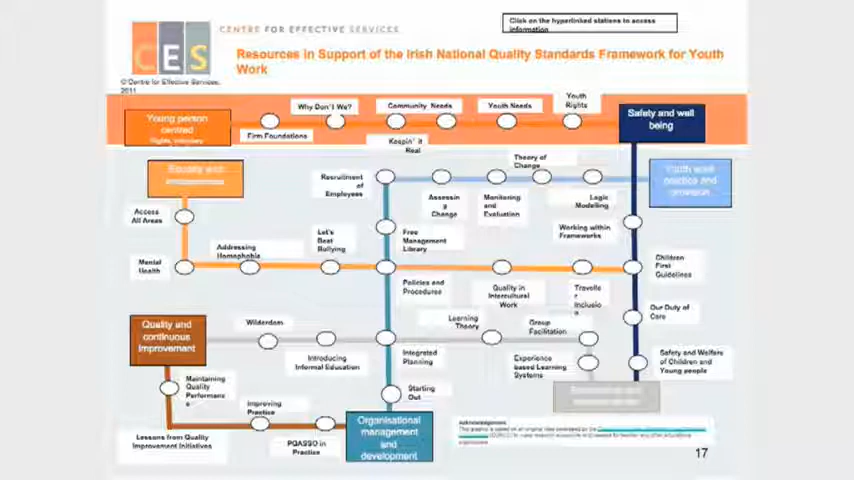 Click on the hyperlinked stations to access
information
CES
CENTRE FOR EFFECTIVE SERVICES
Resources in Support of the Irish National Quality Standards Framework for Youth
Work
© Centre for Effective Services,
2011
Young person
centred
Why Don't We?
Community Needs
Youth Needs
Youth
Rights
Safety and well
being
Firm Foundations
Keepin' it
Real
Recruitment
of
Employees
Theory of
Change
Youth work
practice and
provision
Equality and
Assessin
g
Change
Monitoring
and
Evaluation
Logic
Modelling
Access
All Areas
Addressing
Homophobia
Let's
Beat
Bullying
Free
Management
Library
Working within
Frameworks
Mental
Health
Children
First
Guidelines
Policies and
Procedures
Quality in
Intercultural
Work
Travelle
r
Inclusio
n
Our Duty of
Care
Quality and
continuous
improvement
Wilderdom
Learning
Theory
Group
Facilitation
Introducing
Informal Education
Integrated
Planning
Experience
based Learning
Systems
Safety and Welfare
of Children and
Young people
Maintaining
Quality
Performanc
e
Starting
Out
Improving
Practice
Lessons from Quality
Improvement Initiatives
PQASSO in
Practice
Organisational
management
and
development
Acknowledgement
17